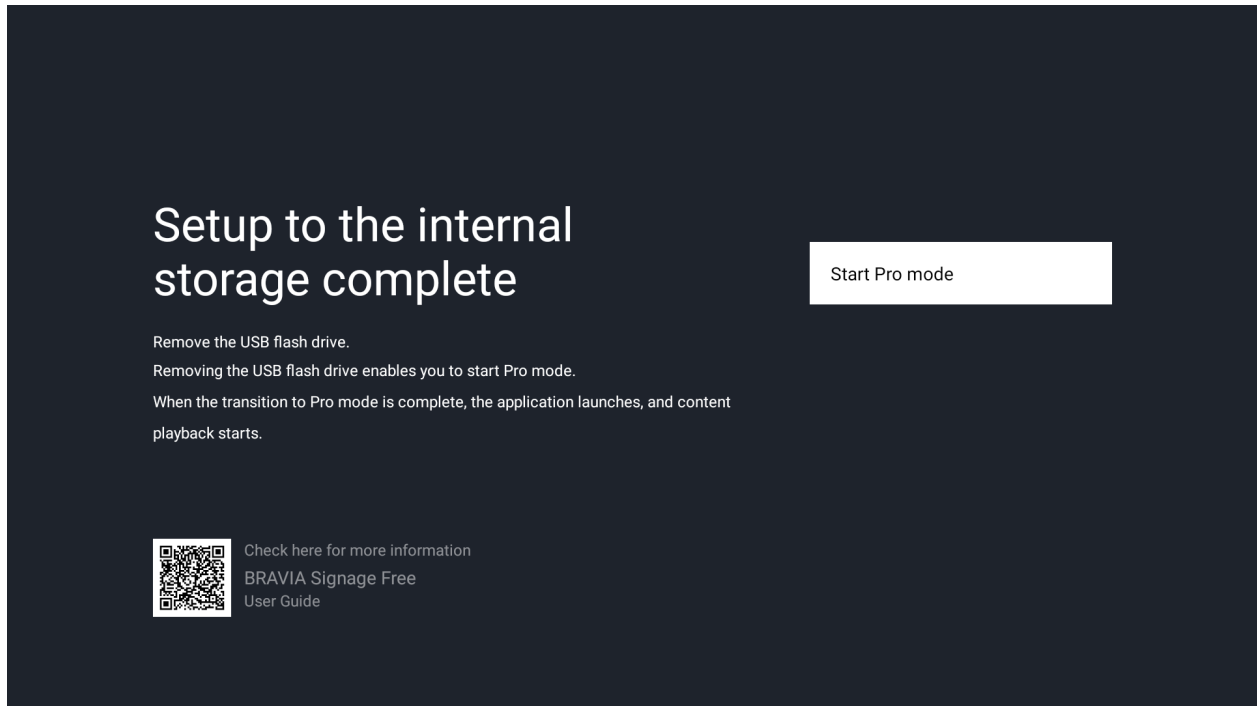 Setup to the internal
storage complete
Remove the USB flash drive.
Removing the USB flash drive enables you to start Pro mode.
When the transition to Pro mode is complete, the application launches, and content
playback starts.
Start Pro mode
Check here for more information
BRAVIA Signage Free
User Guide